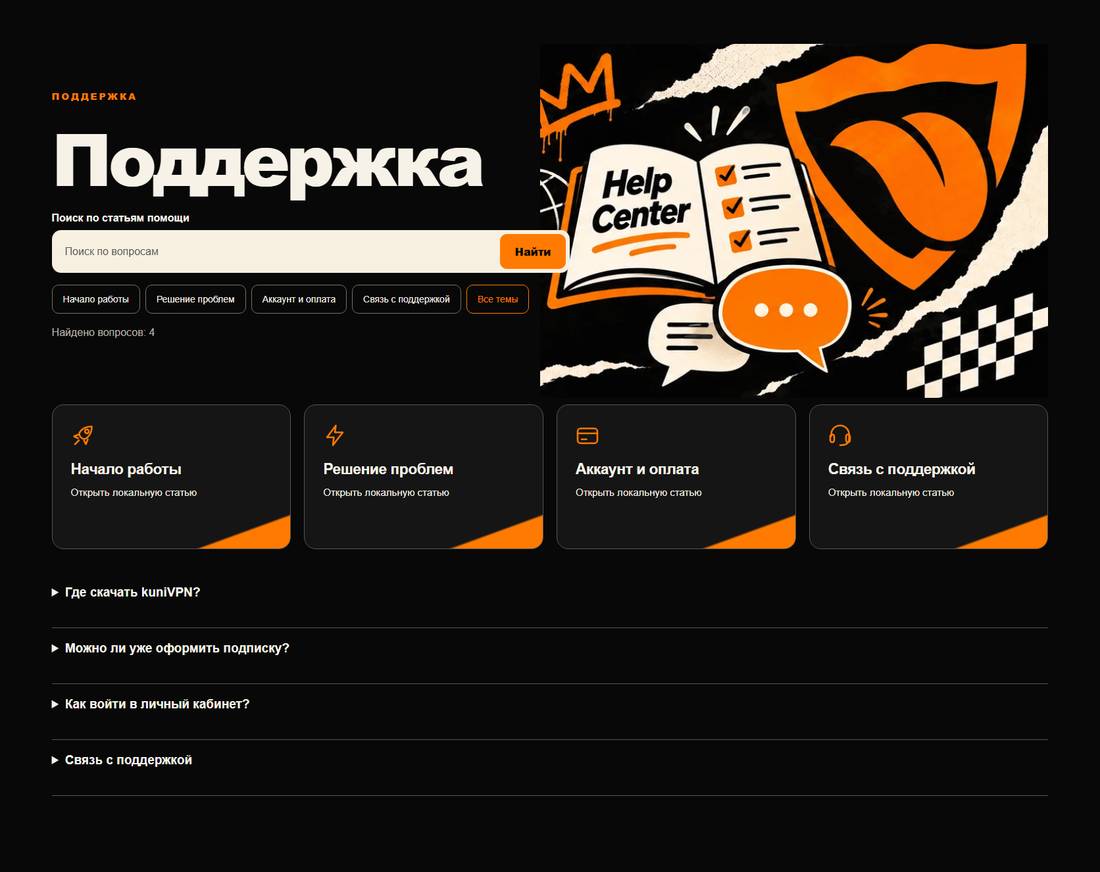 ПОДДЕРЖКА
Поддержка
Поиск по статьям помощи
Поиск по вопросам
Найти
Начало работы
Решение проблем
Аккаунт и оплата
Связь с поддержкой
Все темы
Найдено вопросов: 4
Help
Center
Начало работы
Открыть локальную статью
Решение проблем
Открыть локальную статью
Аккаунт и оплата
Открыть локальную статью
Связь с поддержкой
Открыть локальную статью
Где скачать kuniVPN?
Можно ли уже оформить подписку?
Как войти в личный кабинет?
Связь с поддержкой